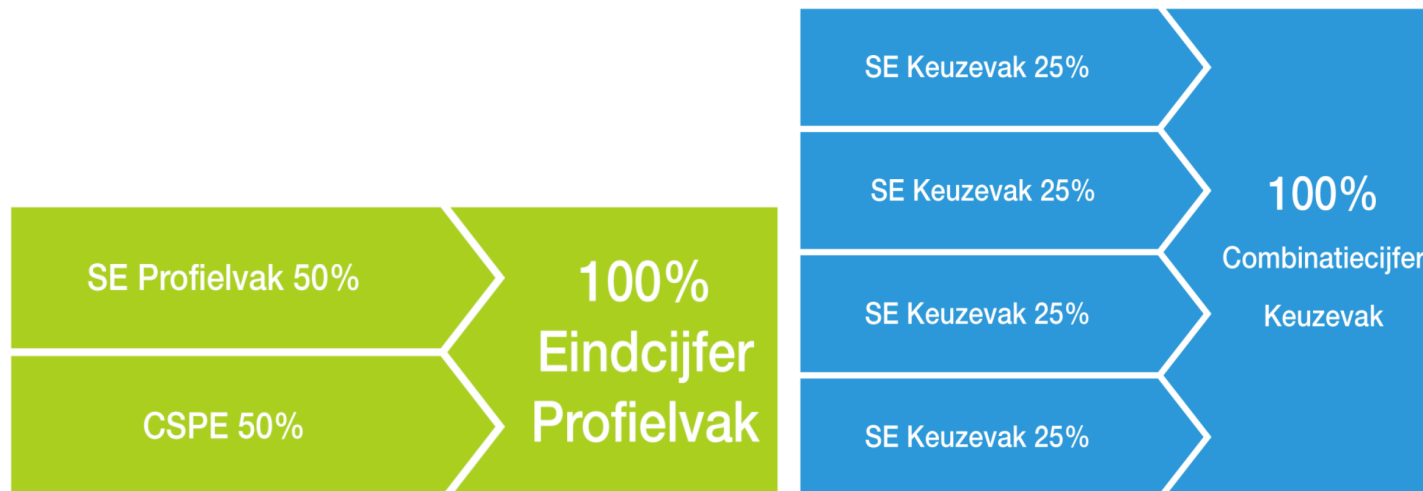 SE Profielvak 50%
CSPE 50%
100%
Eindcijfer
Profielvak
SE Keuzevak 25%
SE Keuzevak 25%
SE Keuzevak 25%
SE Keuzevak 25%
100%
Combinatiecijfer
Keuzevak